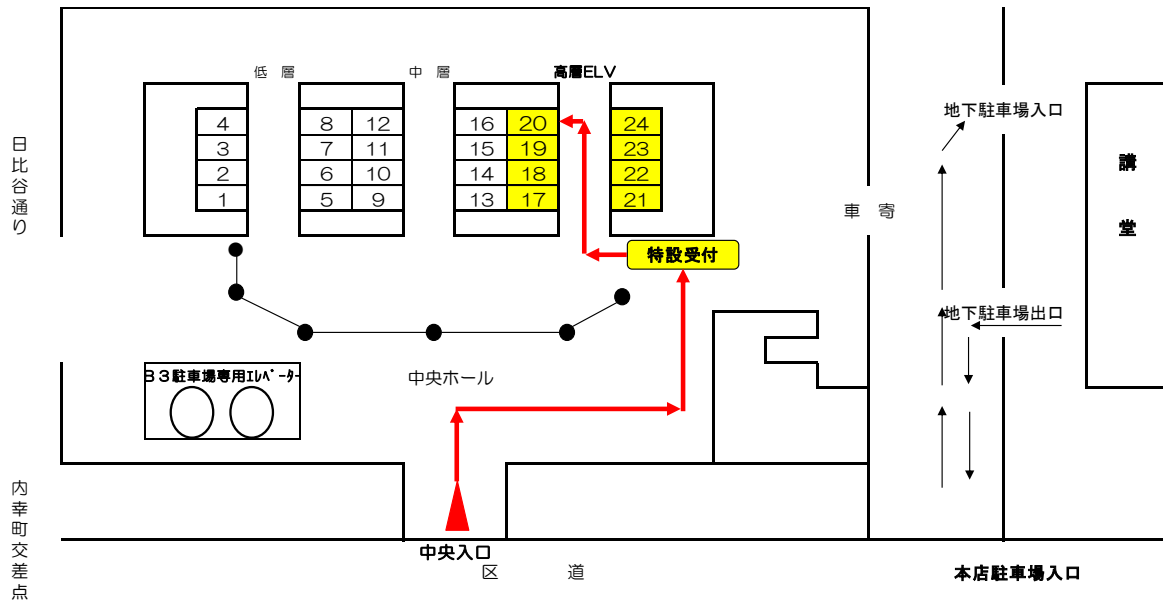 低 層
中 層
高層ELV
4
3
2
1
8 12
7 11
6 10
5 9
16 20
15 19
14 18
13 17
24
23
22
21
日比谷通り
車 寄
地下駐車場入口
講堂
特設受付
地下駐車場出口
B3駐車場専用ｴﾚﾍﾞｰﾀｰ
中央ホール
内幸町交差点
中央入口
区 道
本店駐車場入口